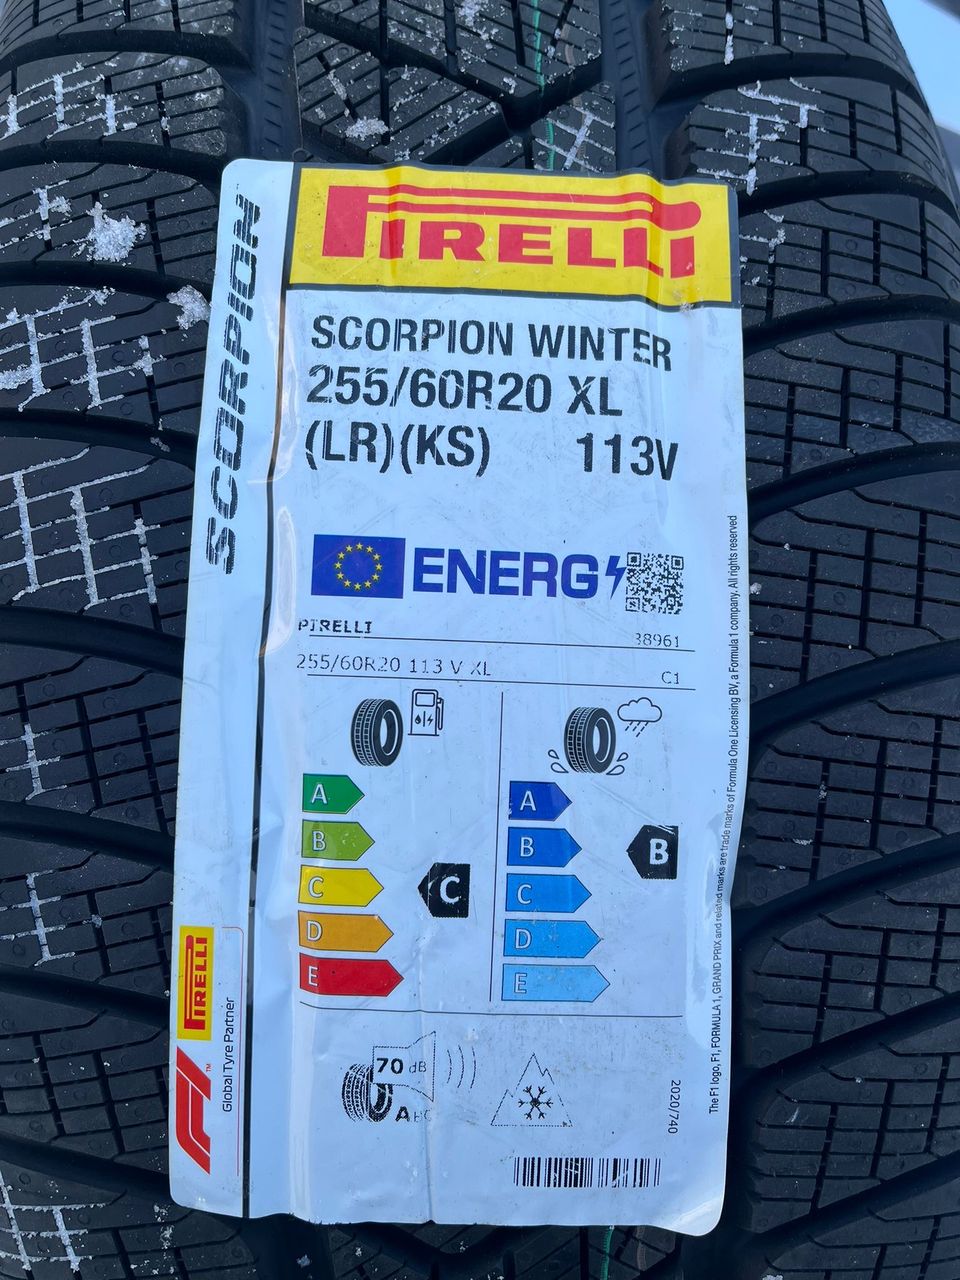 PIRELLI
SCORPION
SCORPION WINTER
255/60R20 XL
(LR)(KS) 113V
ENERG
PIRELLI 38961
255/60R20 113 V XL C1
A
B
C
D
E
C
A
B
C
D
E
B
70 dB
ABC
2020/740
PIRELLI
F1™
Global Tyre Partner
The F1 logo, F1, FORMULA 1, GRAND PRIX and related marks are trade marks of Formula One Licensing BV, a Formula 1 company. All rights reserved